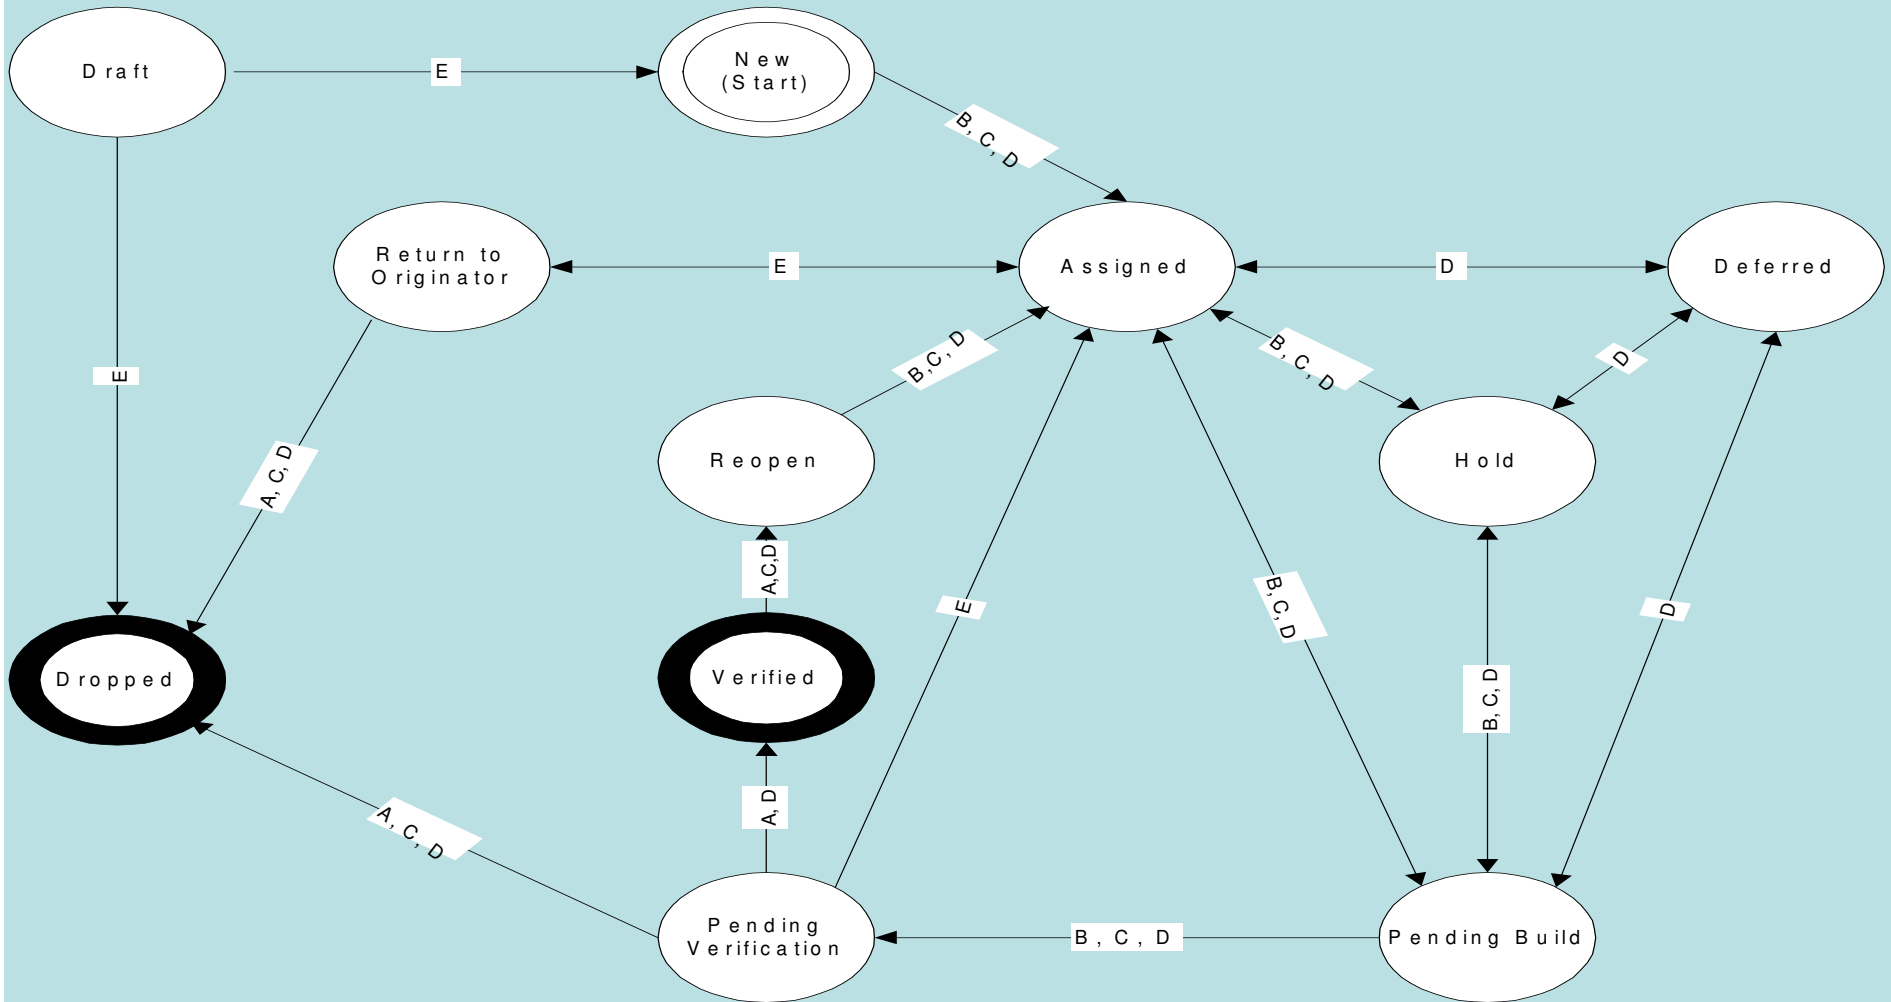 Draft
E
New
(Start)
B, C, D
Return to
Originator
E
Assigned
D
Deferred
B, C, D
B, C, D
D
E
Reopen
Hold
A, C, D
A,C,D
E
B, C, D
D
Dropped
Verified
B, C, D
A, C, D
A, D
Pending
Verification
B, C, D
Pending Build